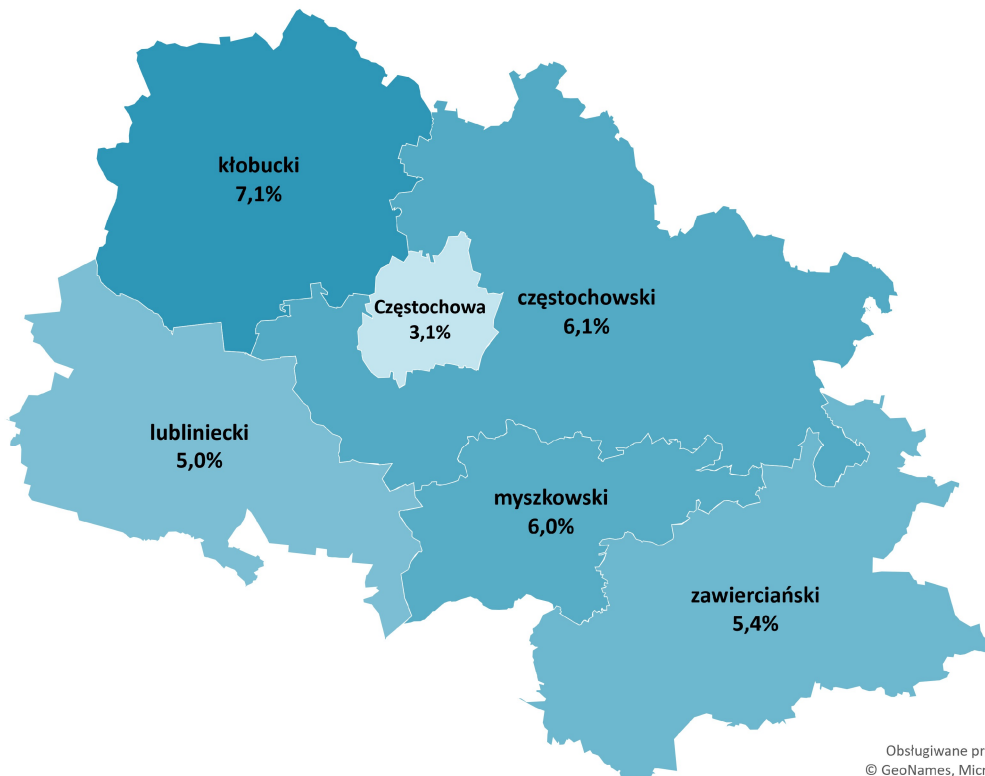 kłobucki
7,1%
Częstochowa
3,1%
częstochowski
6,1%
lubliniecki
5,0%
myszkowski
6,0%
zawierciański
5,4%
Obsługiwane pr
© GeoNames, Micr